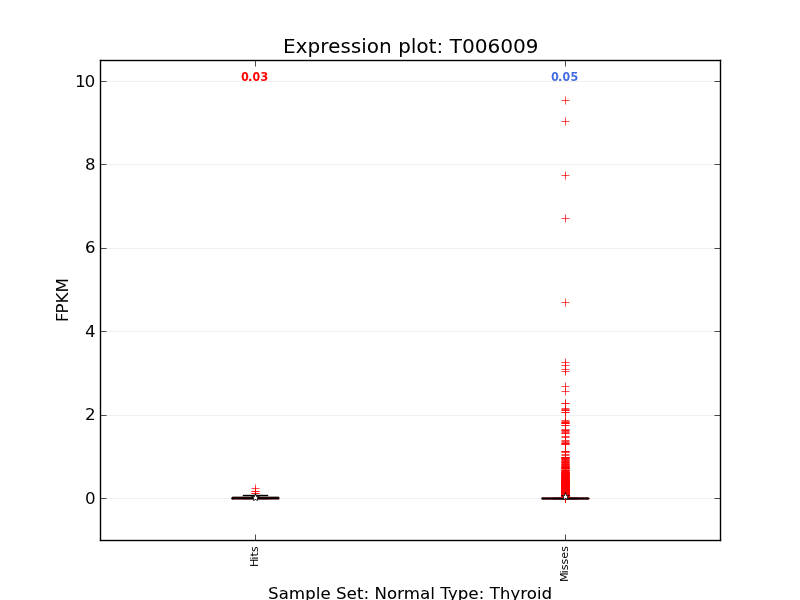 Expression plot: T006009
10
8
6
4
2
0
FPKM
0.03
0.05
Hits
Misses
Sample Set: Normal Type: Thyroid